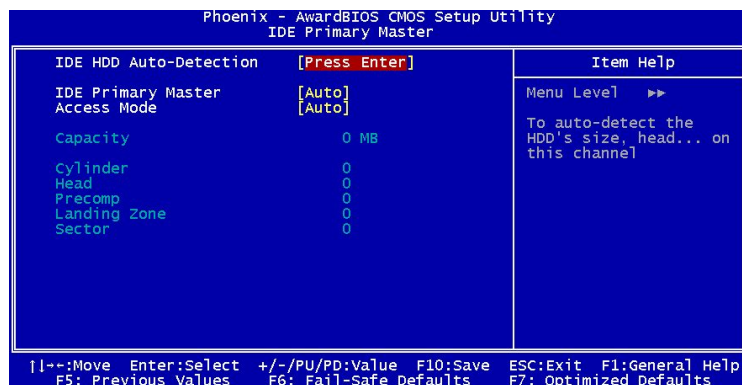 Phoenix - AwardBIOS CMOS Setup Utility
IDE Primary Master
IDE HDD Auto-Detection [Press Enter]
IDE Primary Master [Auto]
Access Mode [Auto]
Capacity 0 MB
Cylinder 0
Head 0
Precomp 0
Landing Zone 0
Sector 0
Item Help
Menu Level ▶▶
To auto-detect the
HDD's size, head... on
this channel
↑↓→←:Move Enter:Select +/-/PU/PD:Value F10:Save ESC:Exit F1:General Help
F5: Previous Values F6: Fail-Safe Defaults F7: Optimized Defaults